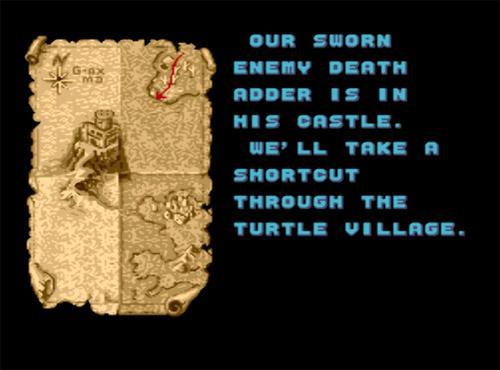 N
OUR SWORN
ENEMY DEATH
ADDER IS IN
HIS CASTLE.
WE'LL TAKE A
SHORTCUT
THROUGH THE
TURTLE VILLAGE.